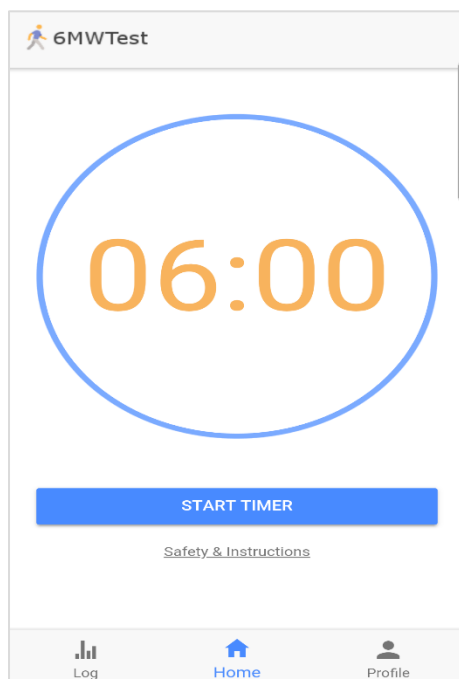 6MWTest
06:00
START TIMER
Safety & Instructions
Log Home Profile